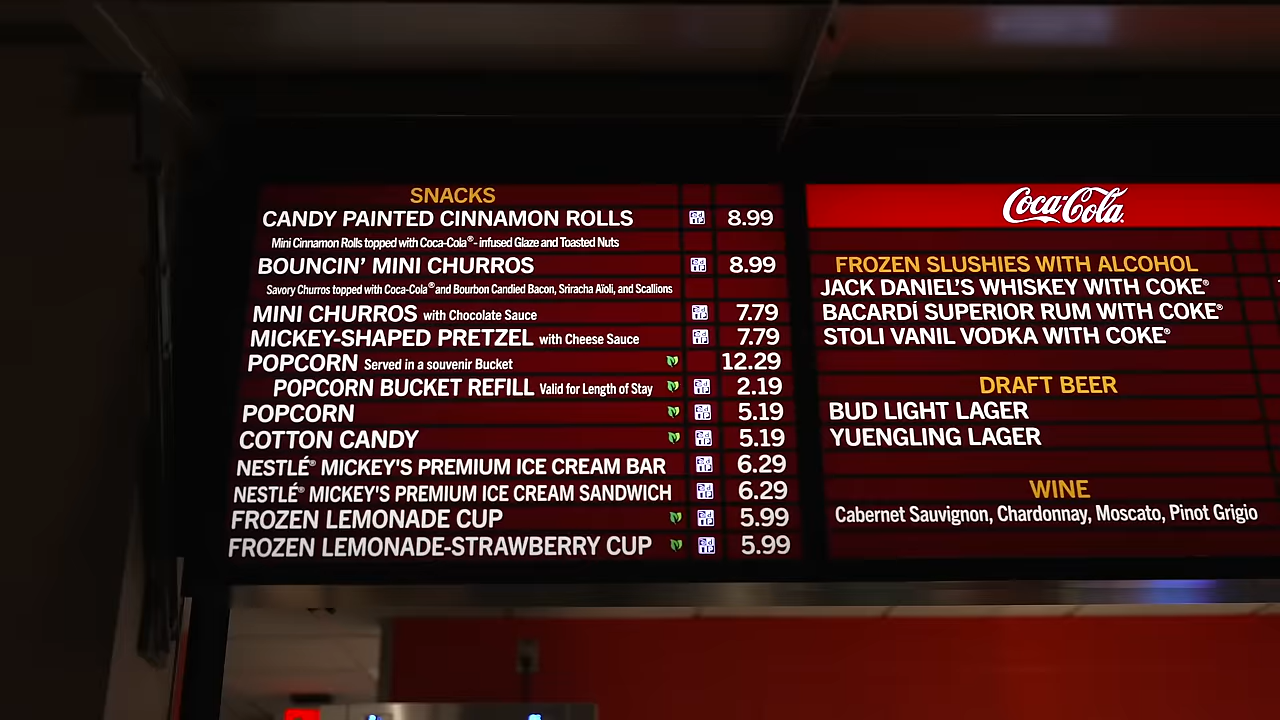 SNACKS
CANDY PAINTED CINNAMON ROLLS 8.99
Mini Cinnamon Rolls topped with Coca-Cola®- infused Glaze and Toasted Nuts
BOUNCIN' MINI CHURROS 8.99
Savory Churros topped with Coca-Cola® and Bourbon Candied Bacon, Sriracha Aïoli, and Scallions
MINI CHURROS with Chocolate Sauce 7.79
MICKEY-SHAPED PRETZEL with Cheese Sauce 7.79
POPCORN Served in a souvenir Bucket 12.29
POPCORN BUCKET REFILL Valid for Length of Stay 2.19
POPCORN 5.19
COTTON CANDY 5.19
NESTLÉ® MICKEY'S PREMIUM ICE CREAM BAR 6.29
NESTLÉ® MICKEY'S PREMIUM ICE CREAM SANDWICH 6.29
FROZEN LEMONADE CUP 5.99
FROZEN LEMONADE-STRAWBERRY CUP 5.99
Coca-Cola
FROZEN SLUSHIES WITH ALCOHOL
JACK DANIEL'S WHISKEY WITH COKE®
BACARDÍ SUPERIOR RUM WITH COKE®
STOLI VANIL VODKA WITH COKE®
DRAFT BEER
BUD LIGHT LAGER
YUENGLING LAGER
WINE
Cabernet Sauvignon, Chardonnay, Moscato, Pinot Grigio